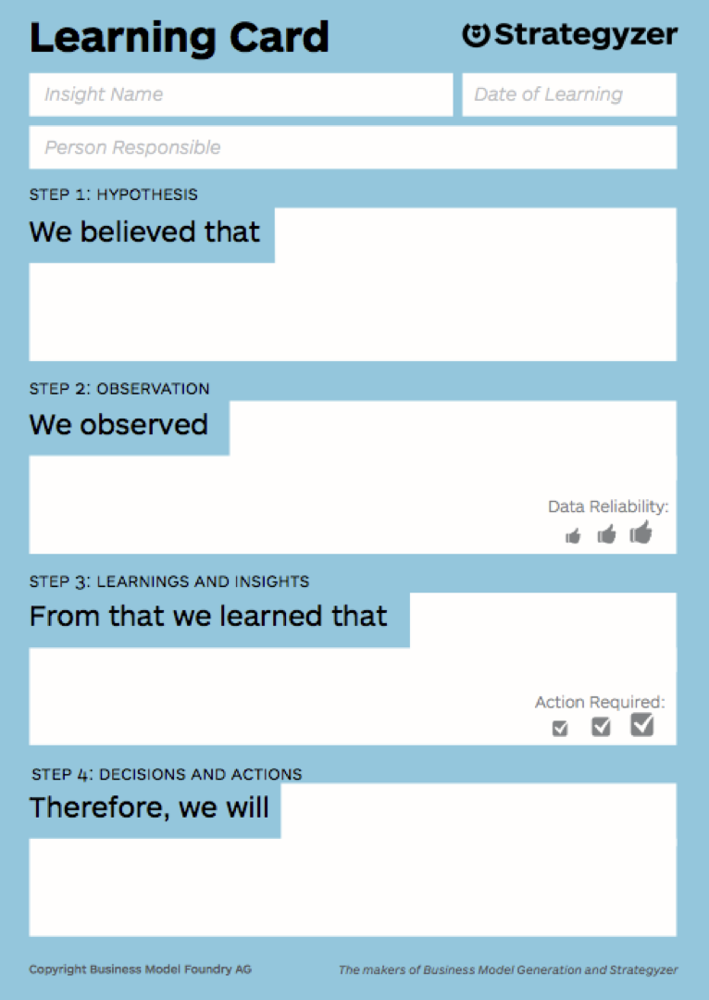 Learning Card
Strategyzer
Insight Name
Date of Learning
Person Responsible
STEP 1: HYPOTHESIS
We believed that
STEP 2: OBSERVATION
We observed
Data Reliability:
STEP 3: LEARNINGS AND INSIGHTS
From that we learned that
Action Required:
STEP 4: DECISIONS AND ACTIONS
Therefore, we will
Copyright Business Model Foundry AG
The makers of Business Model Generation and Strategyzer